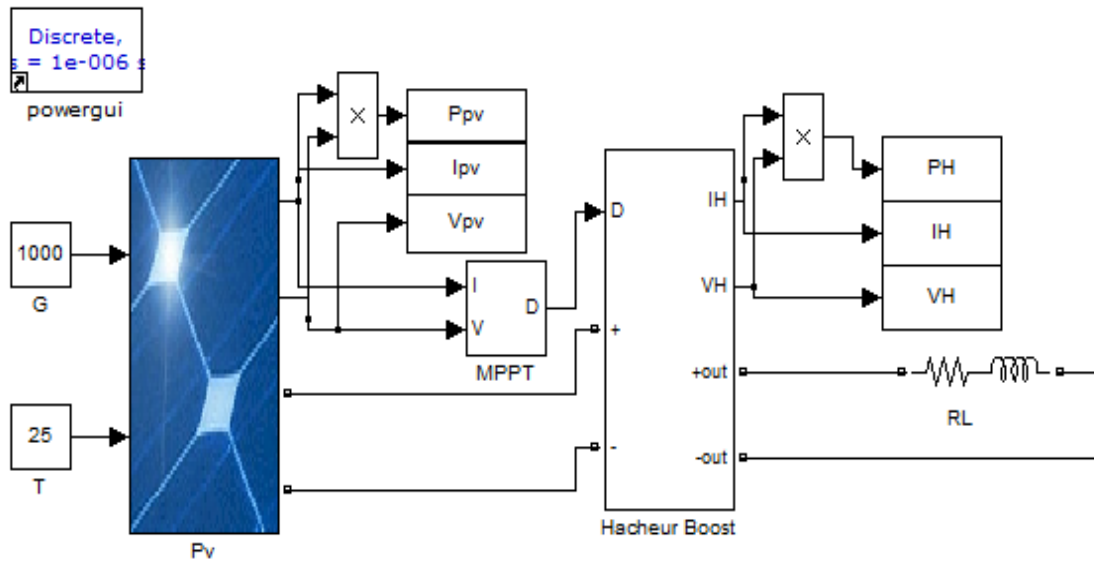 Discrete,
s = 1e-006 s
powergui
1000
G
25
T
Pv
×
Ppv
Ipv
Vpv
I
V
D
MPPT
D
+
-
IH
VH
+out
-out
Hacheur Boost
×
PH
IH
VH
RL